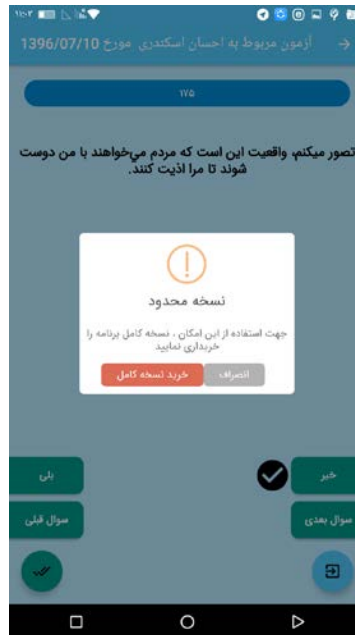 آزمون مربوط به احسان اسکندری مورخ 1396/07/10
۱۷۵
تصور میکنم، واقعیت این است که مردم می‌خواهند با من دوست
شوند تا مرا اذیت کنند.
نسخه محدود
جهت استفاده از این امکان ، نسخه کامل برنامه را
خریداری نمایید
انصراف
خرید نسخه کامل
خیر
بلی
سوال بعدی
سوال قبلی